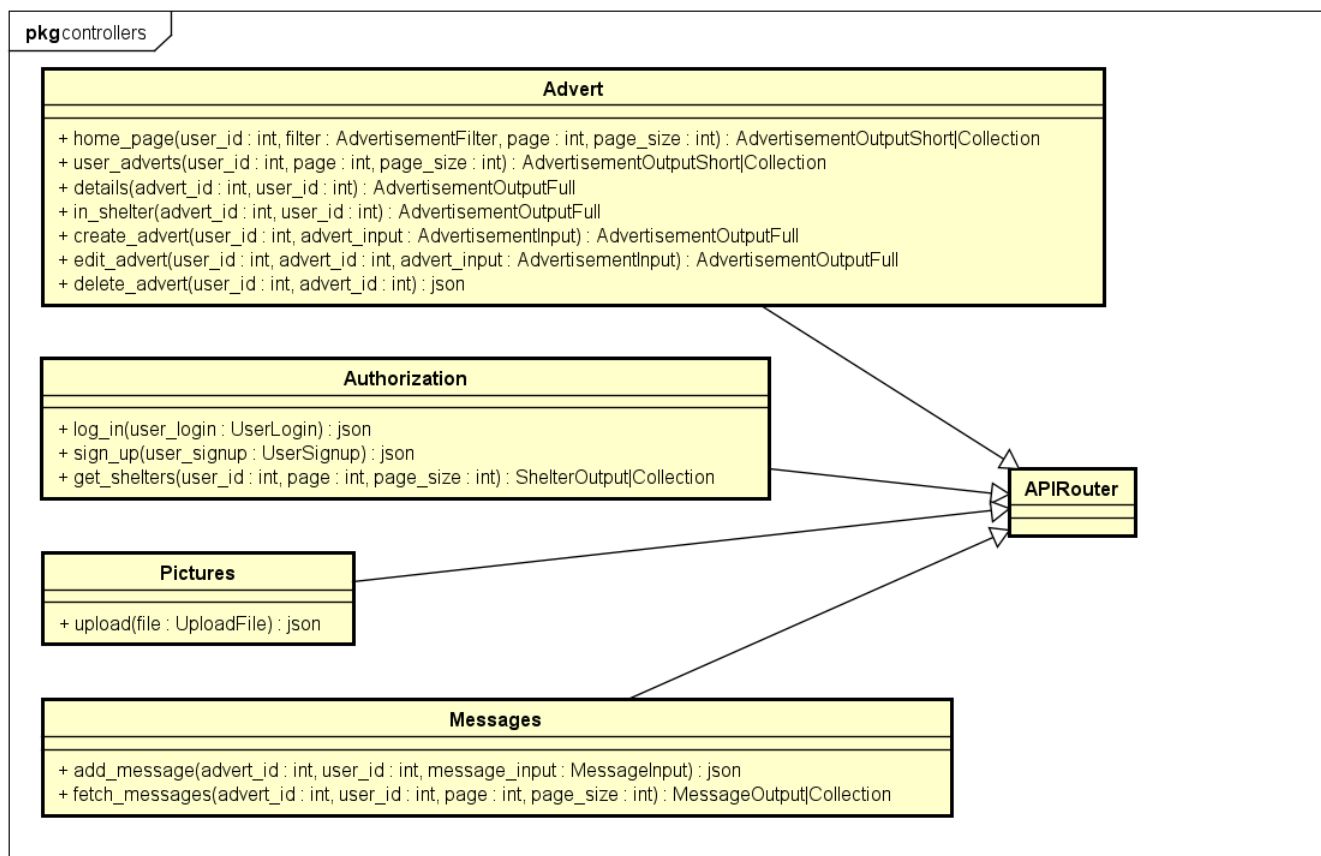 pkg controllers
Advert
+ home_page(user_id : int, filter : AdvertisementFilter, page : int, page_size : int) : AdvertisementOutputShort|Collection
+ user_adverts(user_id : int, page : int, page_size : int) : AdvertisementOutputShort|Collection
+ details(advert_id : int, user_id : int) : AdvertisementOutputFull
+ in_shelter(advert_id : int, user_id : int) : AdvertisementOutputFull
+ create_advert(user_id : int, advert_input : AdvertisementInput) : AdvertisementOutputFull
+ edit_advert(user_id : int, advert_id : int, advert_input : AdvertisementInput) : AdvertisementOutputFull
+ delete_advert(user_id : int, advert_id : int) : json
Authorization
+ log_in(user_login : UserLogin) : json
+ sign_up(user_signup : UserSignup) : json
+ get_shelters(user_id : int, page : int, page_size : int) : ShelterOutput|Collection
APIRouter
Pictures
+ upload(file : UploadFile) : json
Messages
+ add_message(advert_id : int, user_id : int, message_input : MessageInput) : json
+ fetch_messages(advert_id : int, user_id : int, page : int, page_size : int) : MessageOutput|Collection